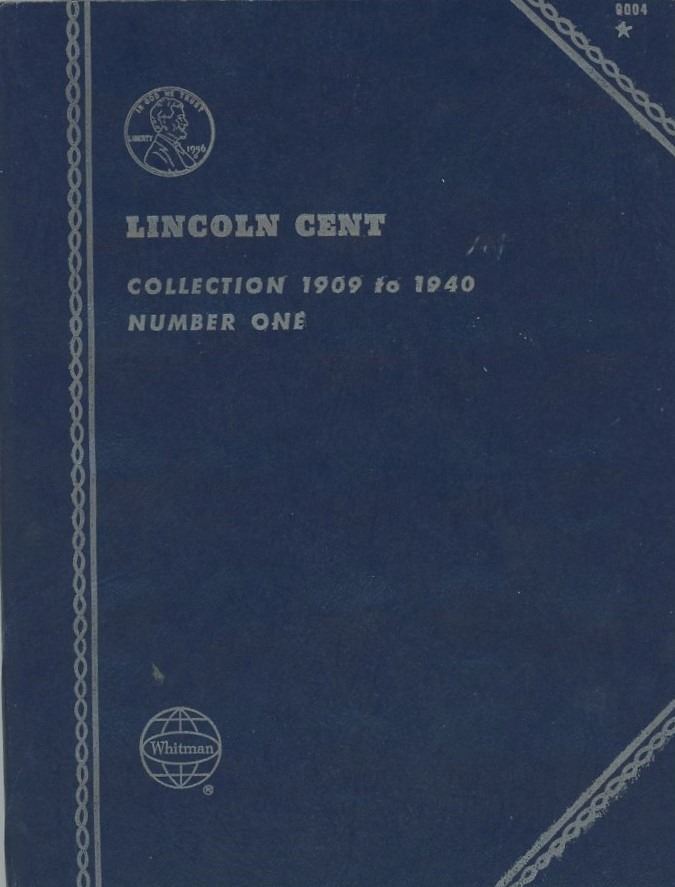 9004
IN GOD WE TRUST
LIBERTY
1956
LINCOLN CENT
COLLECTION 1909 to 1940
NUMBER ONE
Whitman
®